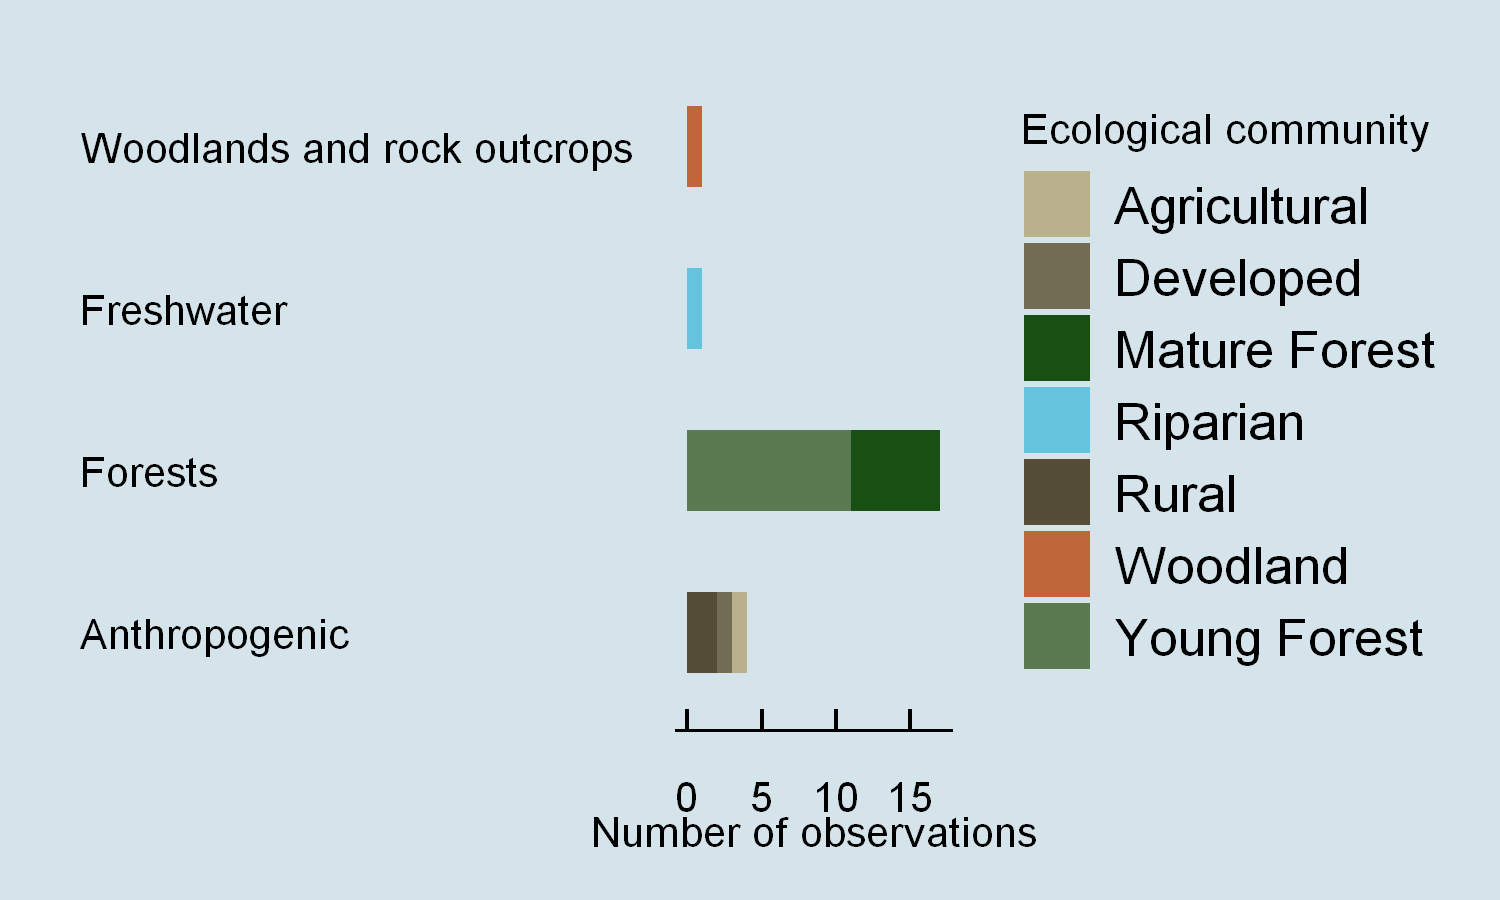 Woodlands and rock outcrops
Freshwater
Forests
Anthropogenic
0 5 10 15
Number of observations
Ecological community
Agricultural
Developed
Mature Forest
Riparian
Rural
Woodland
Young Forest